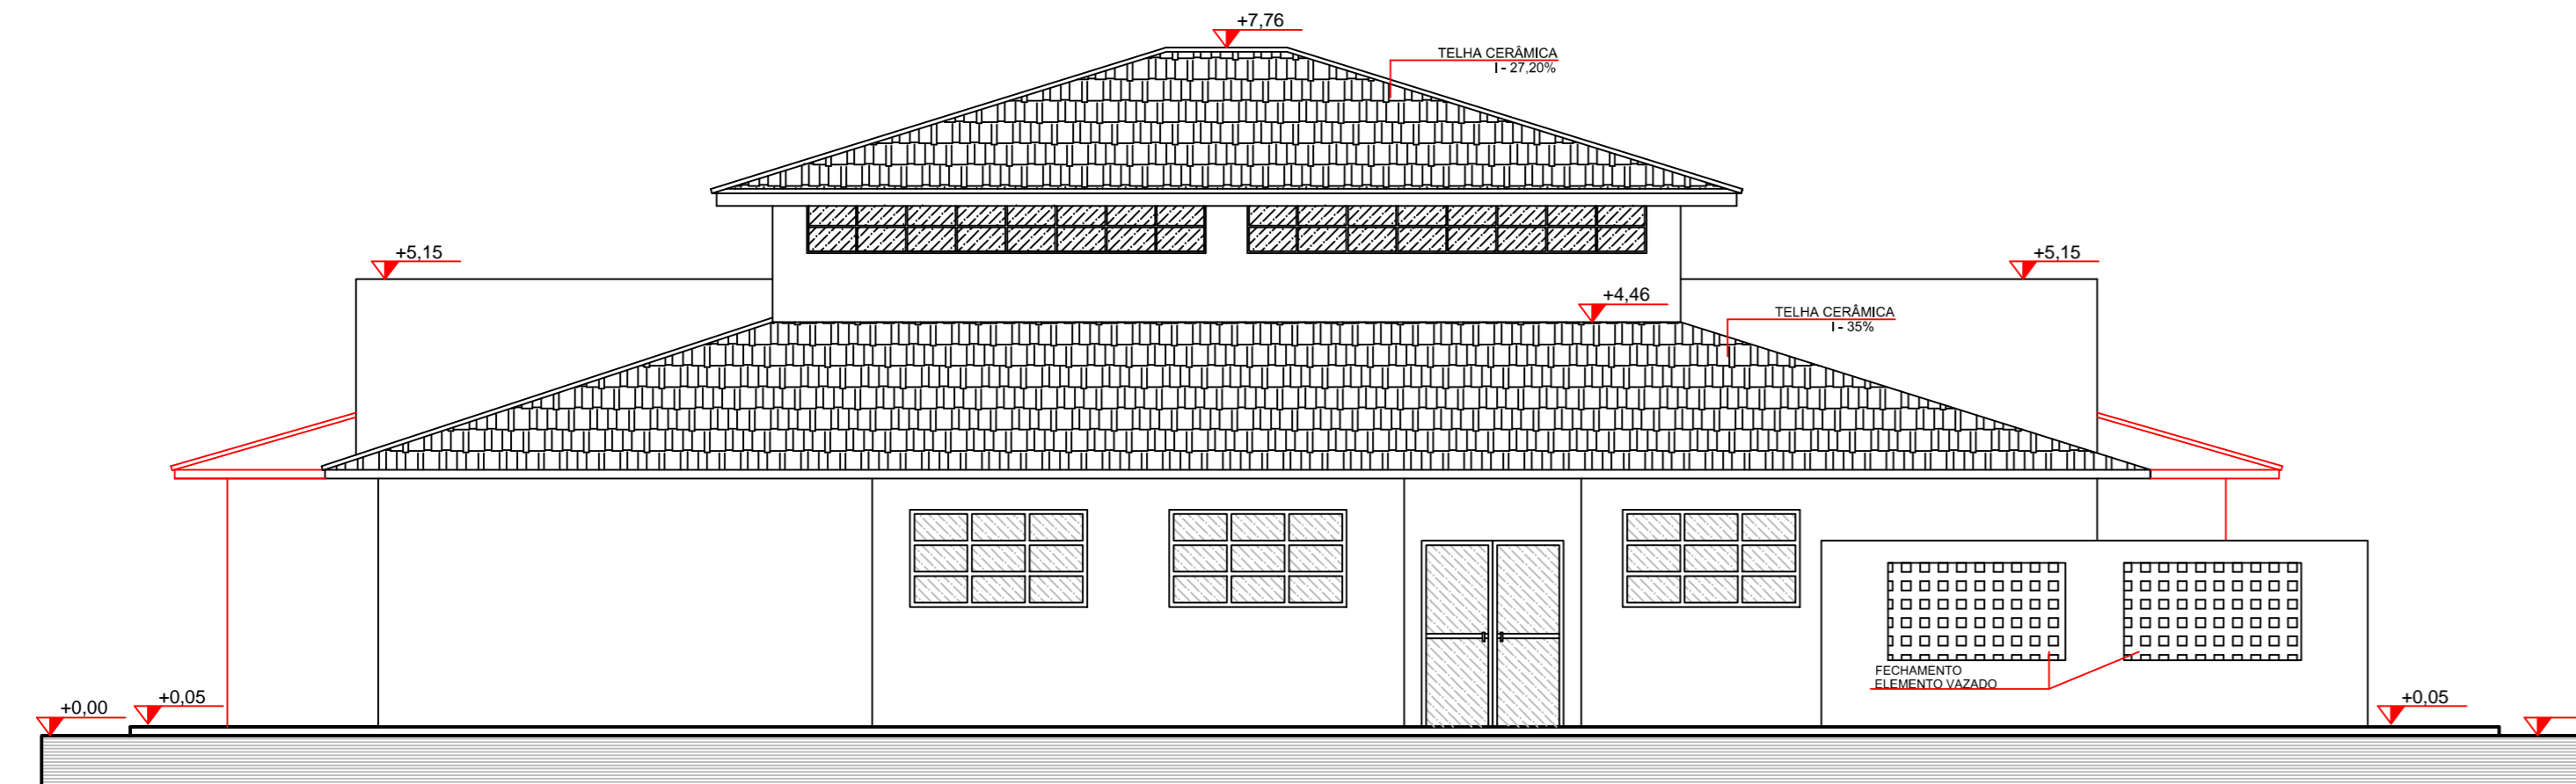 +7,76
TELHA CERÂMICA
I - 27,20%
+5,15
+5,15
+4,46
TELHA CERÂMICA
I - 35%
FECHAMENTO
ELEMENTO VAZADO
+0,00
+0,05
+0,05